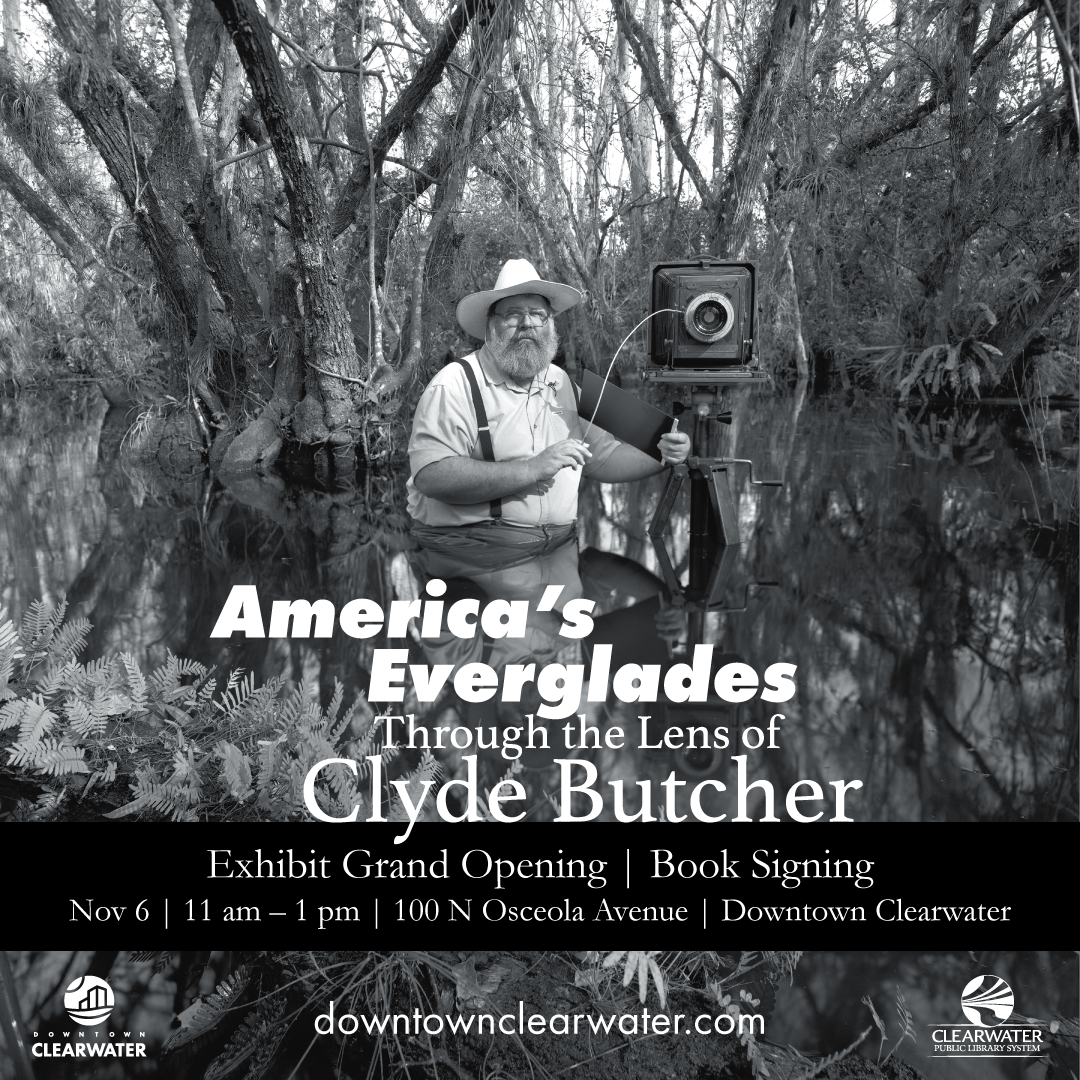 America's
Everglades
Through the Lens of
Clyde Butcher
Exhibit Grand Opening | Book Signing
Nov 6 | 11 am – 1 pm | 100 N Osceola Avenue | Downtown Clearwater
DOWNTOWN
CLEARWATER
downtownclearwater.com
CLEARWATER
PUBLIC LIBRARY SYSTEM